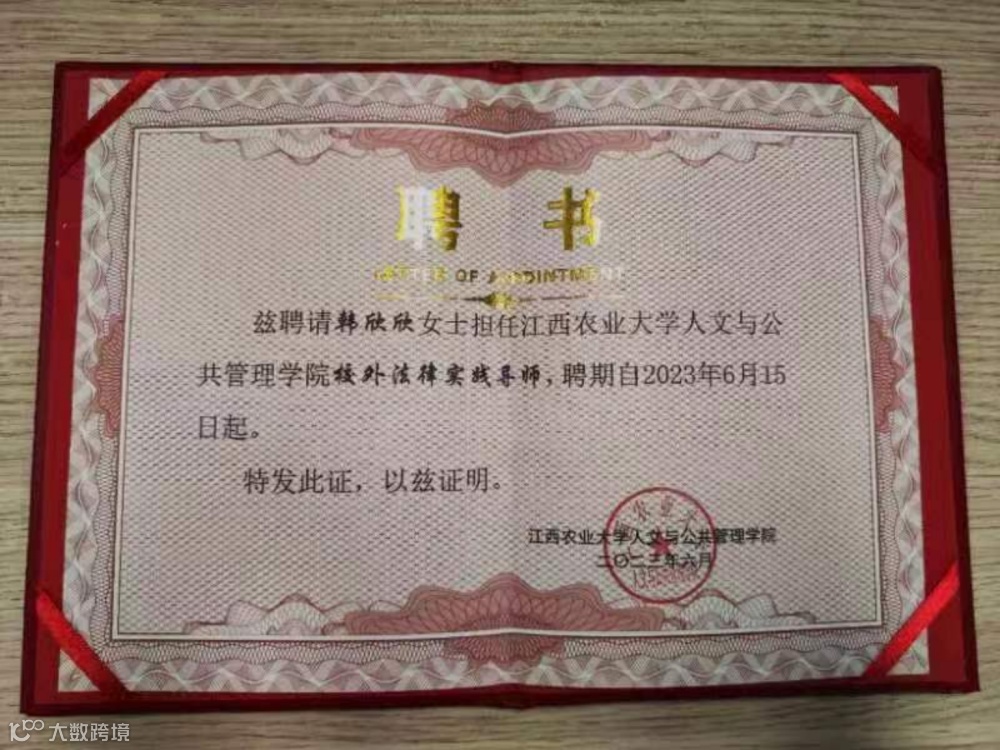 聘 书
LETTER OF APPOINTMENT
兹聘请韩欣欣女士担任江西农业大学人文与公
共管理学院校外法律实践导师，聘期自2023年6月15
日起。
特发此证，以兹证明。
江西农业大学人文与公共管理学院
二〇二三年六月
大数跨境